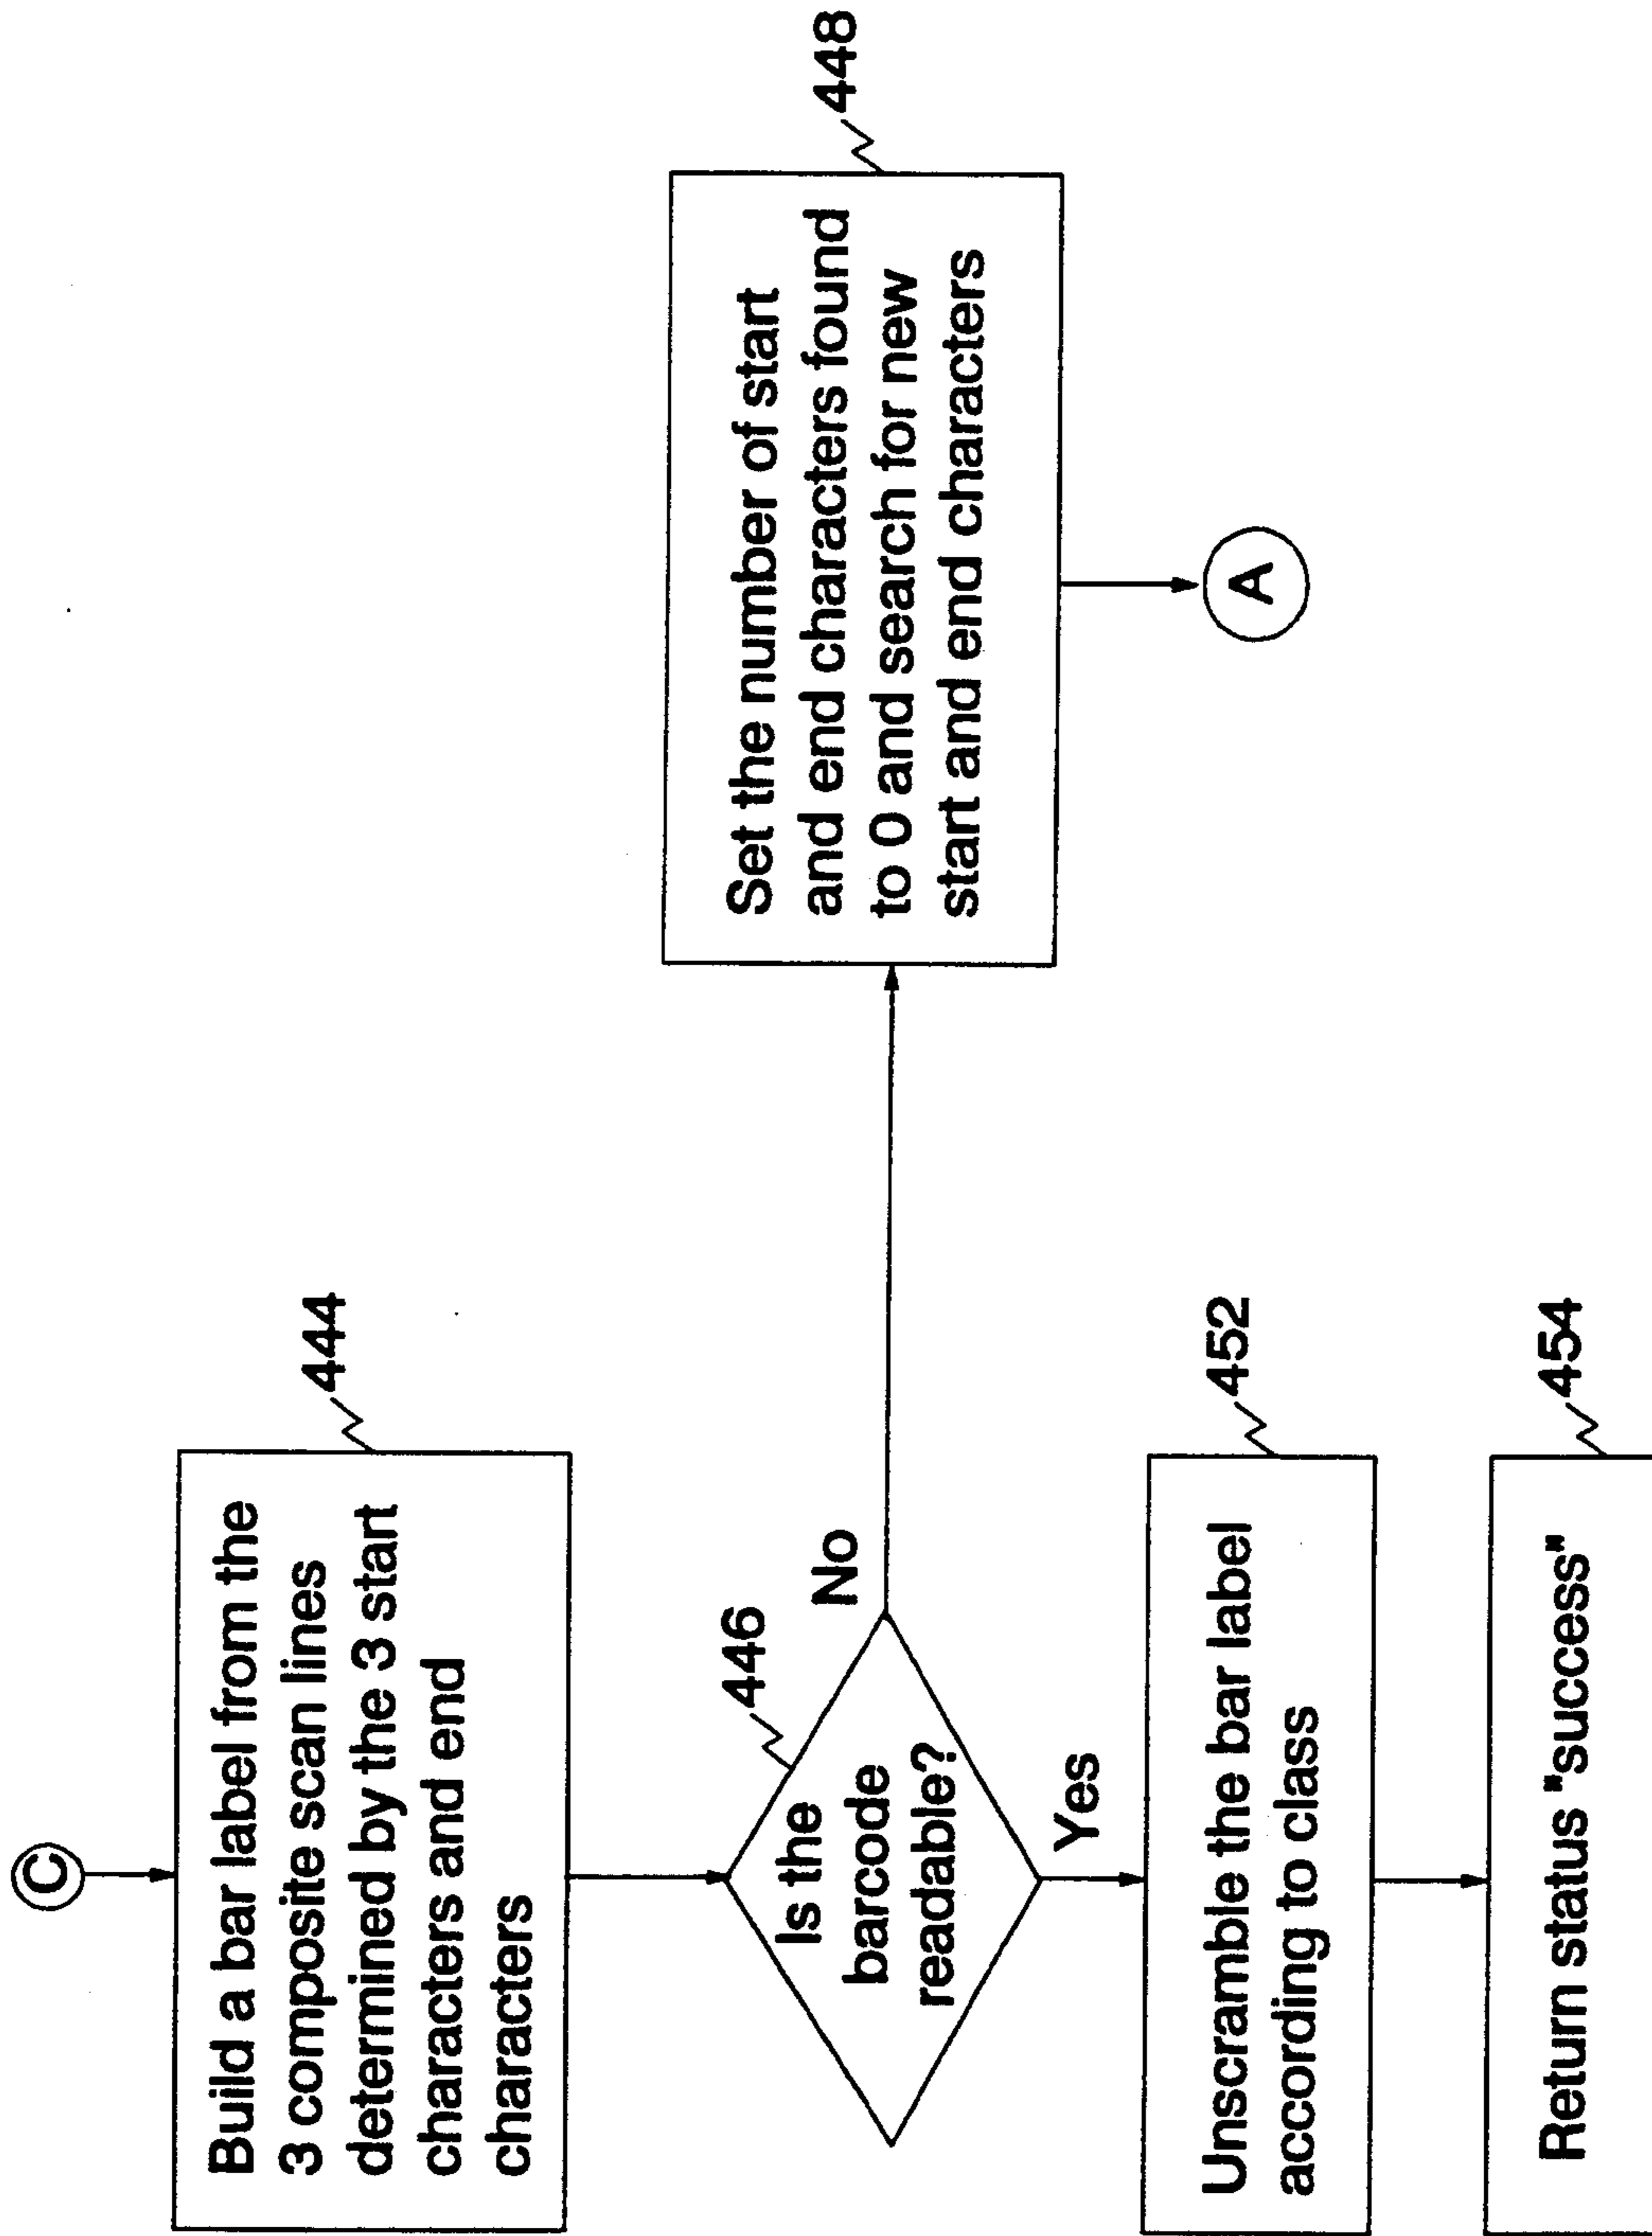 C
444
Build a bar label from the
3 composite scan lines
determined by the 3 start
characters and end
characters
446
Is the
barcode
readable?
No
Yes
448
Set the number of start
and end characters found
to 0 and search for new
start and end characters
A
452
Unscramble the bar label
according to class
454
Return status "success"